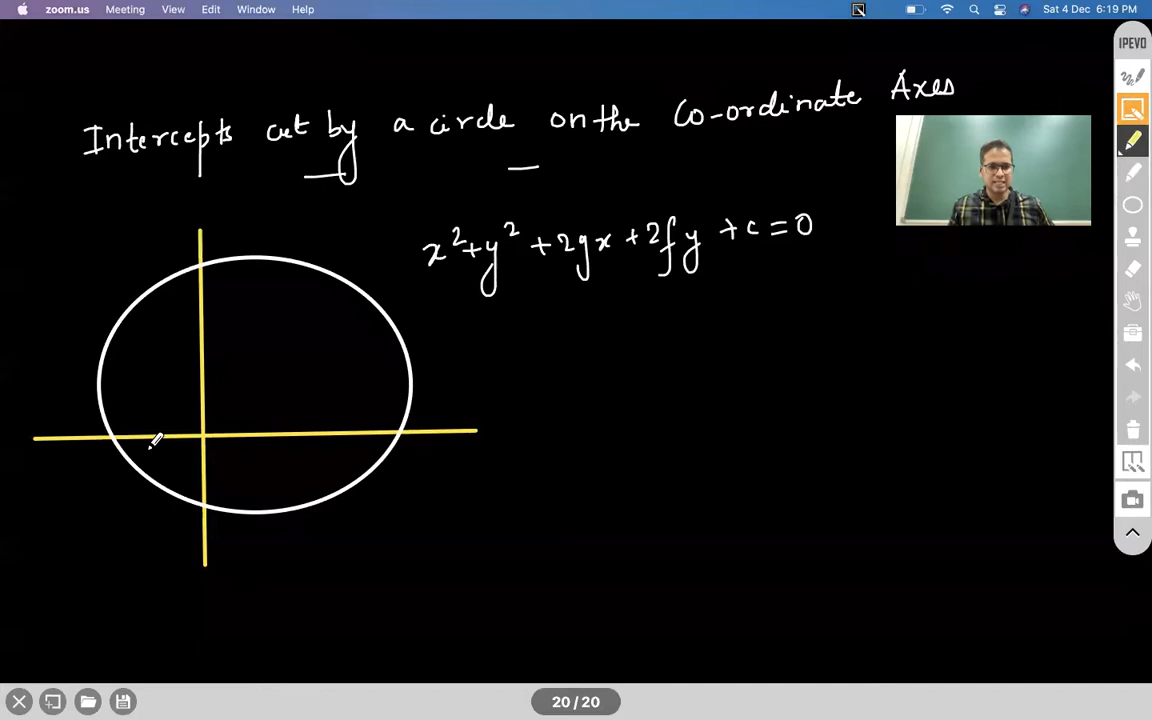 zoom.us Meeting View Edit Window Help Sat 4 Dec 6:19 PM
IPEVO
Intercepts cut by a circle on the Co-ordinate Axes
x²+y²+2gx+2fy+c=0
20/20